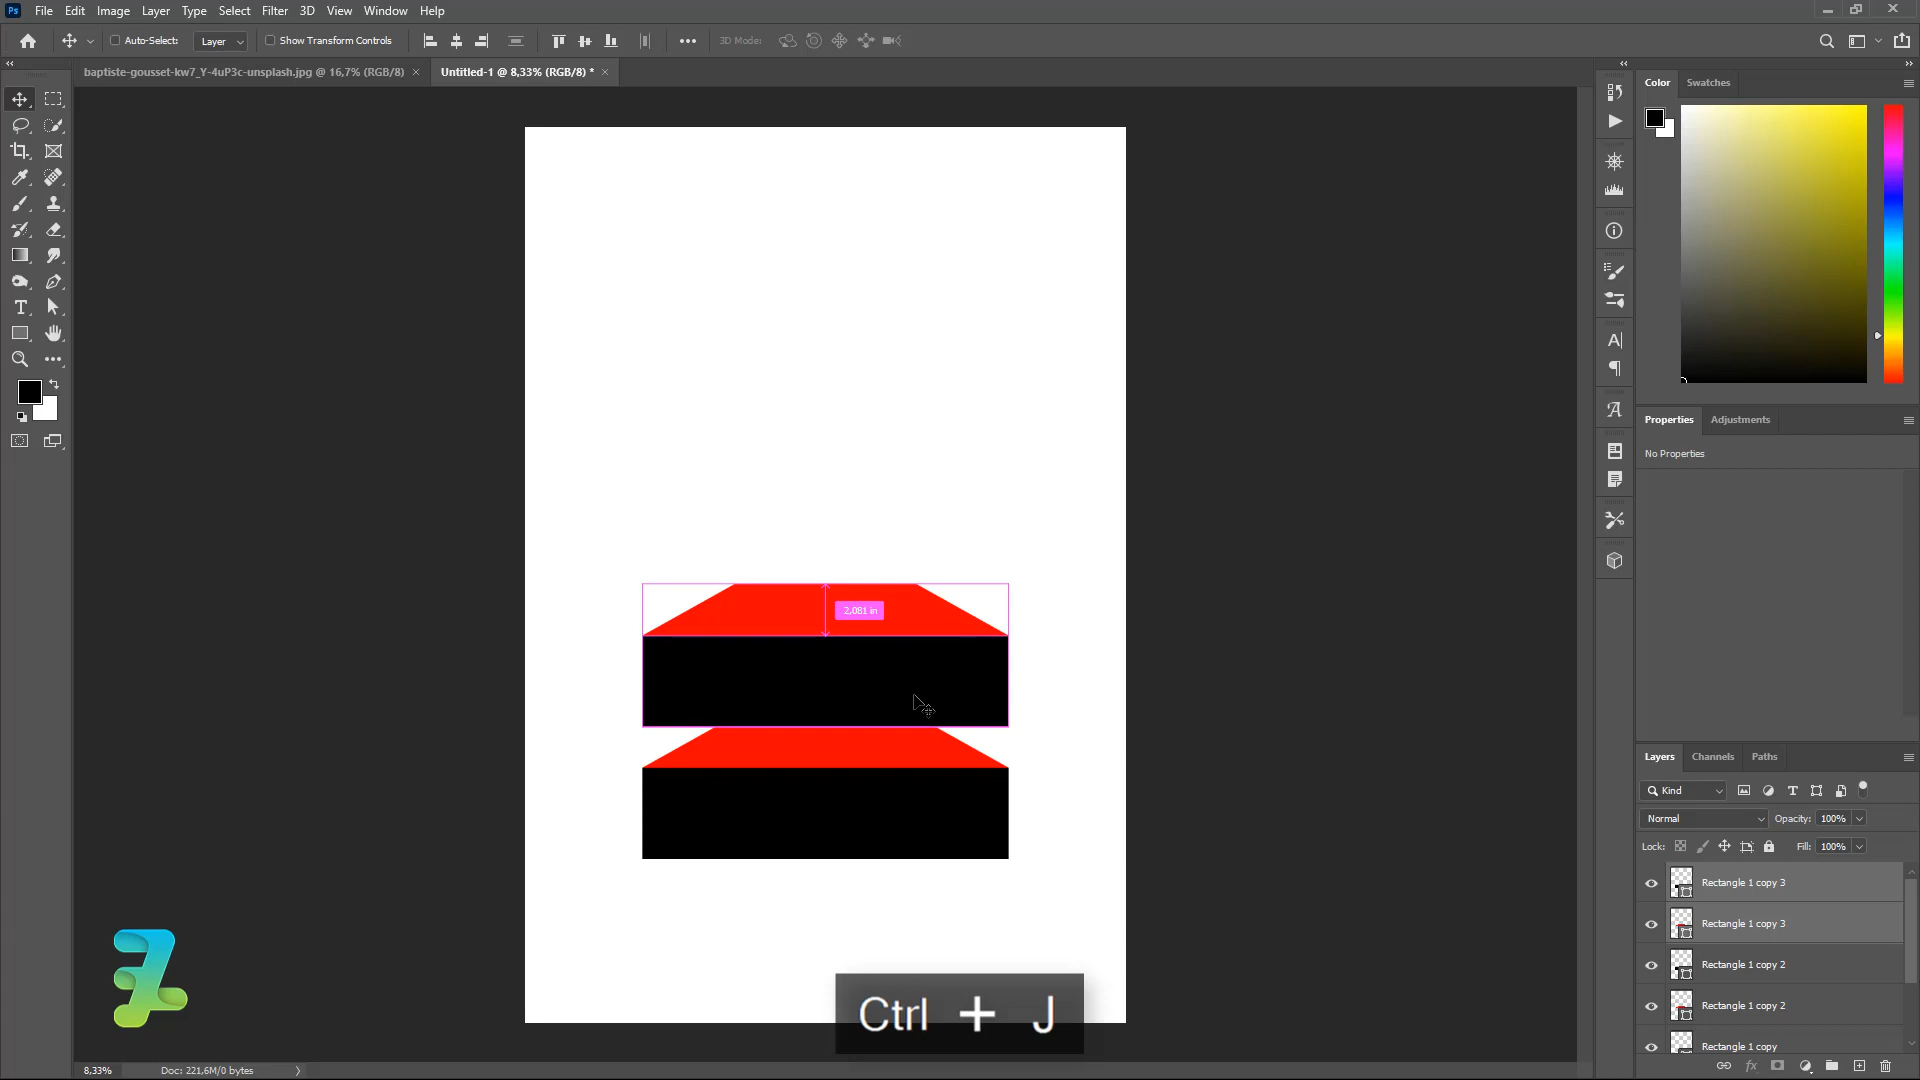 Ps File Edit Image Layer Type Select Filter 3D View Window Help
Auto-Select: Layer Show Transform Controls 3D Mode:
baptiste-gousset-kw7_Y-4uP3c-unsplash.jpg @ 16,7% (RGB/8) Untitled-1 @ 8,33% (RGB/8) *
Color Swatches
2,081 in
Properties Adjustments
No Properties
Layers Channels Paths
Kind
Normal Opacity: 100%
Lock: Fill: 100%
Rectangle 1 copy 3
Rectangle 1 copy 3
Rectangle 1 copy 2
Rectangle 1 copy 2
Rectangle 1 copy
Ctrl + J
8,33% Doc: 221,6M/0 bytes